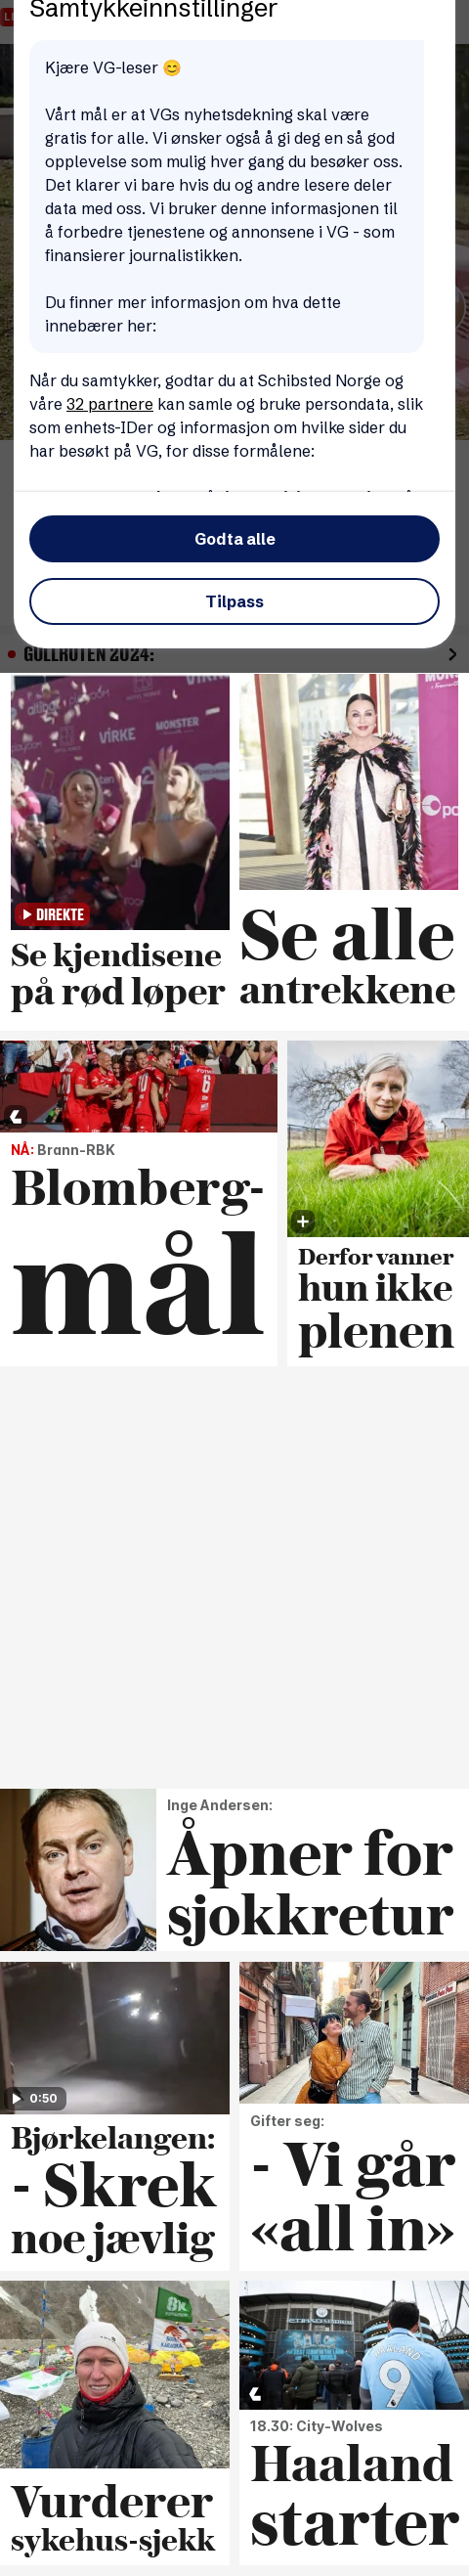 Samtykkeinnstillinger
Kjære VG-leser 😊
Vårt mål er at VGs nyhetsdekning skal være
gratis for alle. Vi ønsker også å gi deg en så god
opplevelse som mulig hver gang du besøker oss.
Det klarer vi bare hvis du og andre lesere deler
data med oss. Vi bruker denne informasjonen til
å forbedre tjenestene og annonsene i VG - som
finansierer journalistikken.
Du finner mer informasjon om hva dette
innebærer her:
Når du samtykker, godtar du at Schibsted Norge og
våre 32 partnere kan samle og bruke persondata, slik
som enhets-IDer og informasjon om hvilke sider du
har besøkt på VG, for disse formålene:
Godta alle
Tilpass
GULLRUTEN 2024:
VIRKE
MONSTER
DIREKTE
Se kjendisene
på rød løper
Se alle
antrekkene
6
NÅ: Brann-RBK
Blomberg-
mål
Derfor vanner
hun ikke
plenen
Inge Andersen:
Åpner for
sjokkretur
0:50
Bjørkelangen:
- Skrek
noe jævlig
Gifter seg:
- Vi går
«all in»
8K
HAALAND
9
Vurderer
sykehus-sjekk
18.30: City-Wolves
Haaland
starter